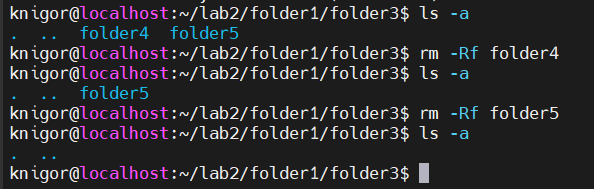 knigor@localhost:~/lab2/folder1/folder3$ ls -a
.  ..  folder4  folder5
knigor@localhost:~/lab2/folder1/folder3$ rm -Rf folder4
knigor@localhost:~/lab2/folder1/folder3$ ls -a
.  ..  folder5
knigor@localhost:~/lab2/folder1/folder3$ rm -Rf folder5
knigor@localhost:~/lab2/folder1/folder3$ ls -a
.  ..
knigor@localhost:~/lab2/folder1/folder3$